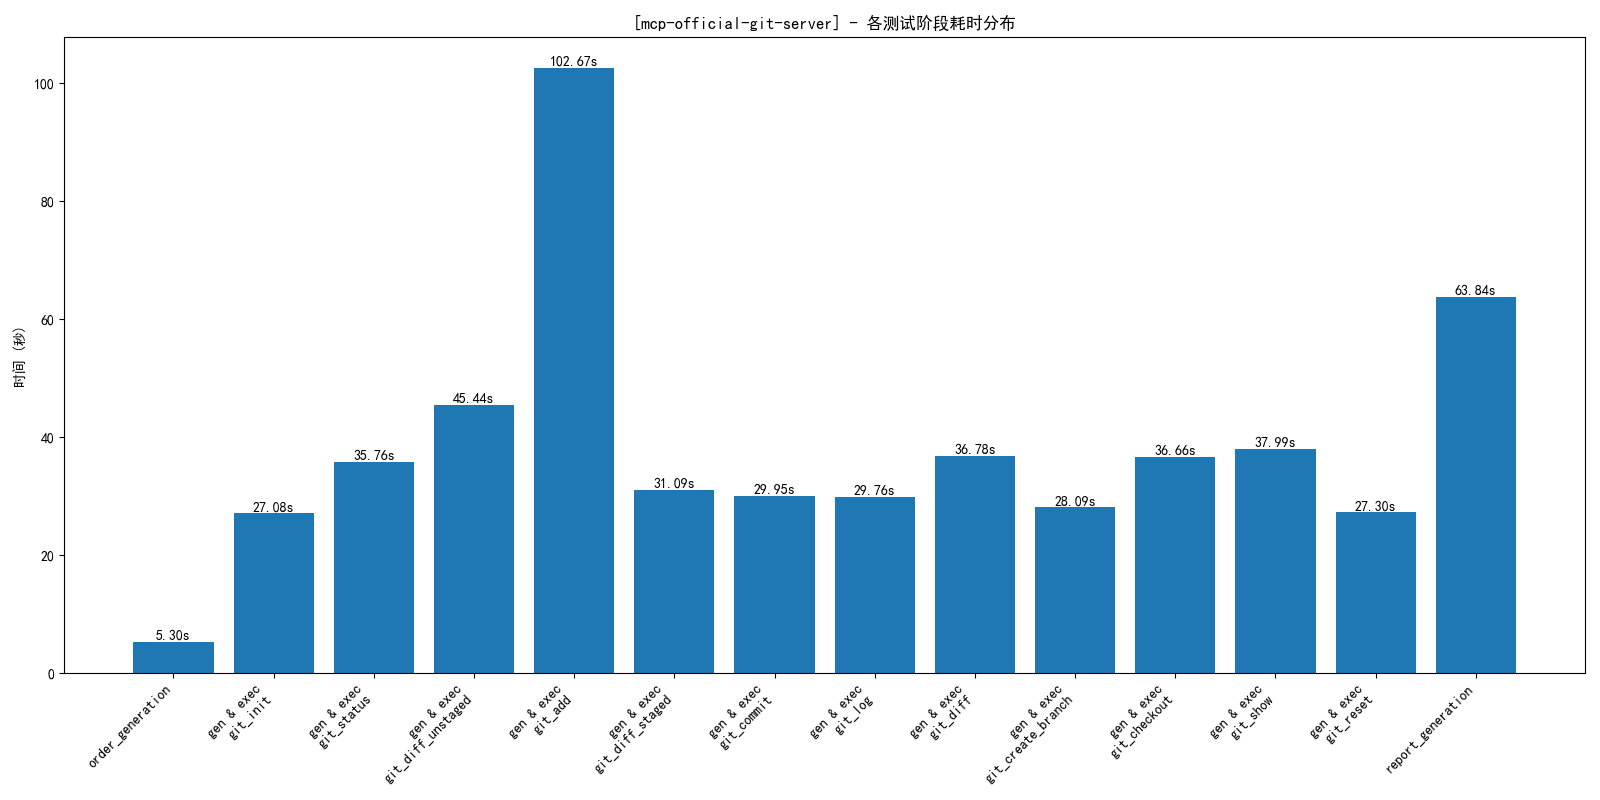 [mcp-official-git-server] - 各测试阶段耗时分布
时间 (秒)
100
80
60
40
20
0
5.30s
27.08s
35.76s
45.44s
102.67s
31.09s
29.95s
29.76s
36.78s
28.09s
36.66s
37.99s
27.30s
63.84s
order_generation
gen & exec
git_init
gen & exec
git_status
gen & exec
git_diff_unstaged
gen & exec
git_add
gen & exec
git_diff_staged
gen & exec
git_commit
gen & exec
git_log
gen & exec
git_diff
gen & exec
git_create_branch
gen & exec
git_checkout
gen & exec
git_show
gen & exec
git_reset
report_generation